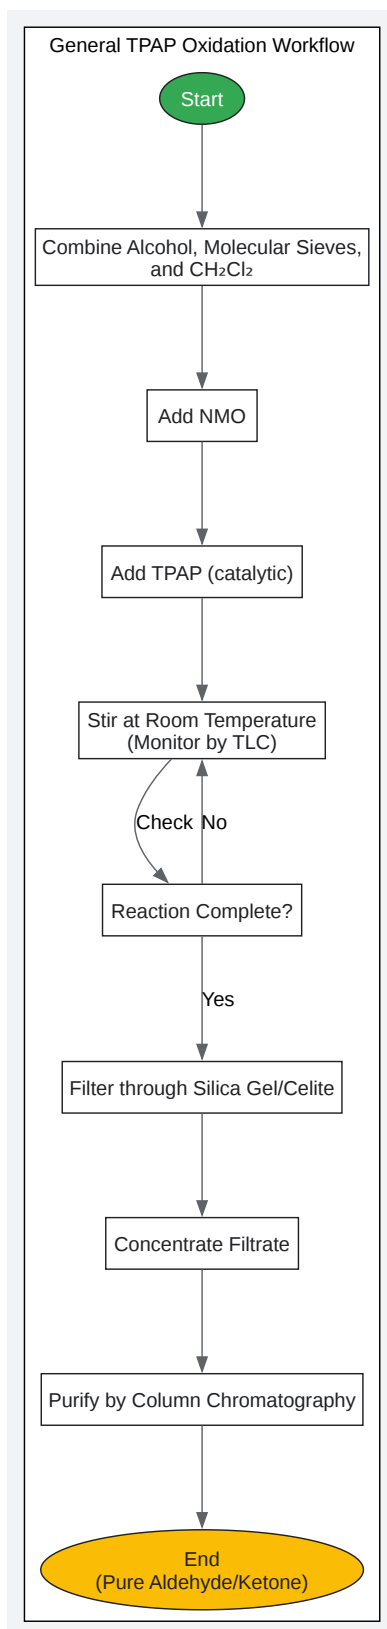 General TPAP Oxidation Workflow
Start
Combine Alcohol, Molecular Sieves,
and CH₂Cl₂
Add NMO
Add TPAP (catalytic)
Stir at Room Temperature
(Monitor by TLC)
Check
No
Reaction Complete?
Yes
Filter through Silica Gel/Celite
Concentrate Filtrate
Purify by Column Chromatography
End
(Pure Aldehyde/Ketone)